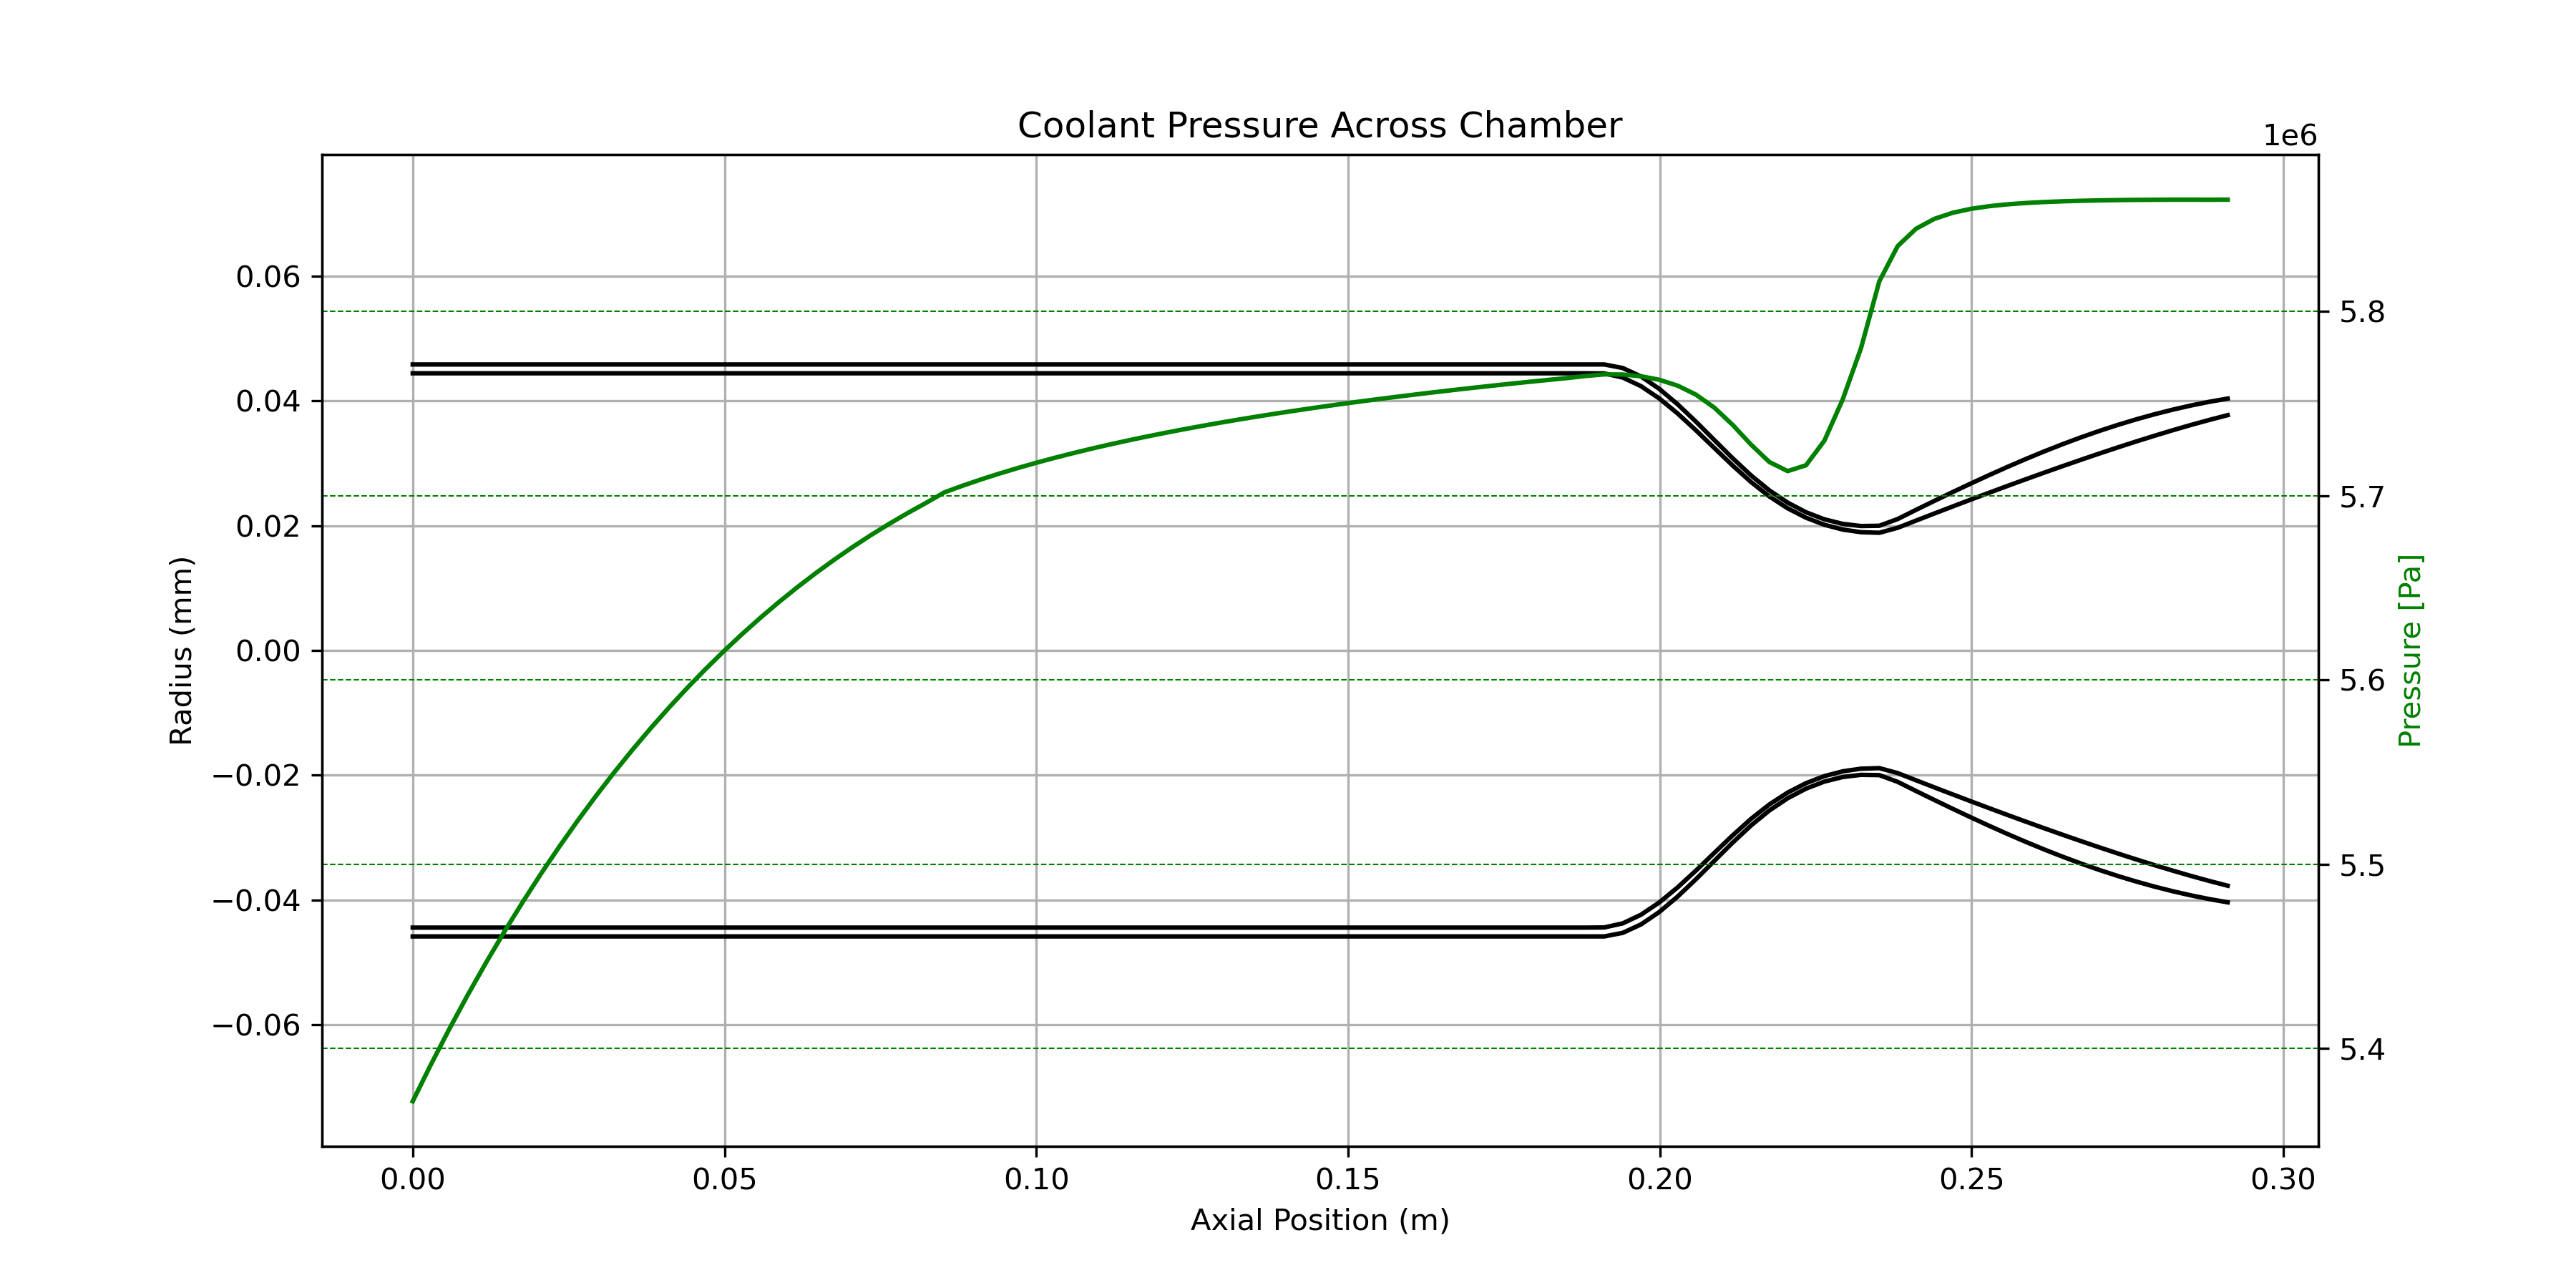 Coolant Pressure Across Chamber
1e6
0.06
0.04
0.02
0.00
−0.02
−0.04
−0.06
Radius (mm)
5.8
5.7
5.6
5.5
5.4
Pressure [Pa]
0.00 0.05 0.10 0.15 0.20 0.25 0.30
Axial Position (m)